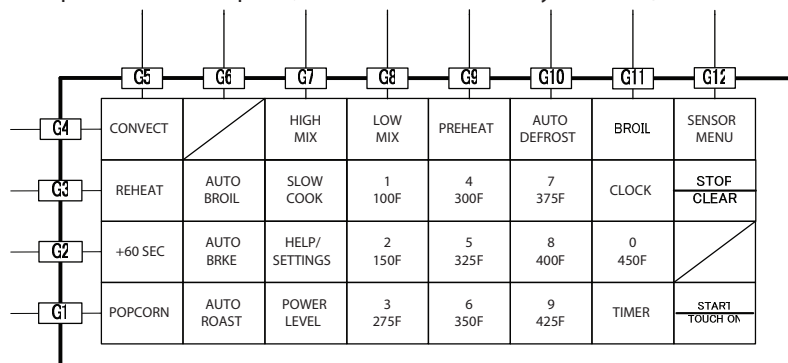 G5 G6 G7 G8 G9 G10 G11 G12
G4 CONVECT HIGH MIX LOW MIX PREHEAT AUTO DEFROST BROIL SENSOR MENU
G3 REHEAT AUTO BROIL SLOW COOK 1 100F 4 300F 7 375F CLOCK STOP CLEAR
G2 +60 SEC AUTO BRKE HELP/ SETTINGS 2 150F 5 325F 8 400F 0 450F
G1 POPCORN AUTO ROAST POWER LEVEL 3 275F 6 350F 9 425F TIMER START TOUCH ON